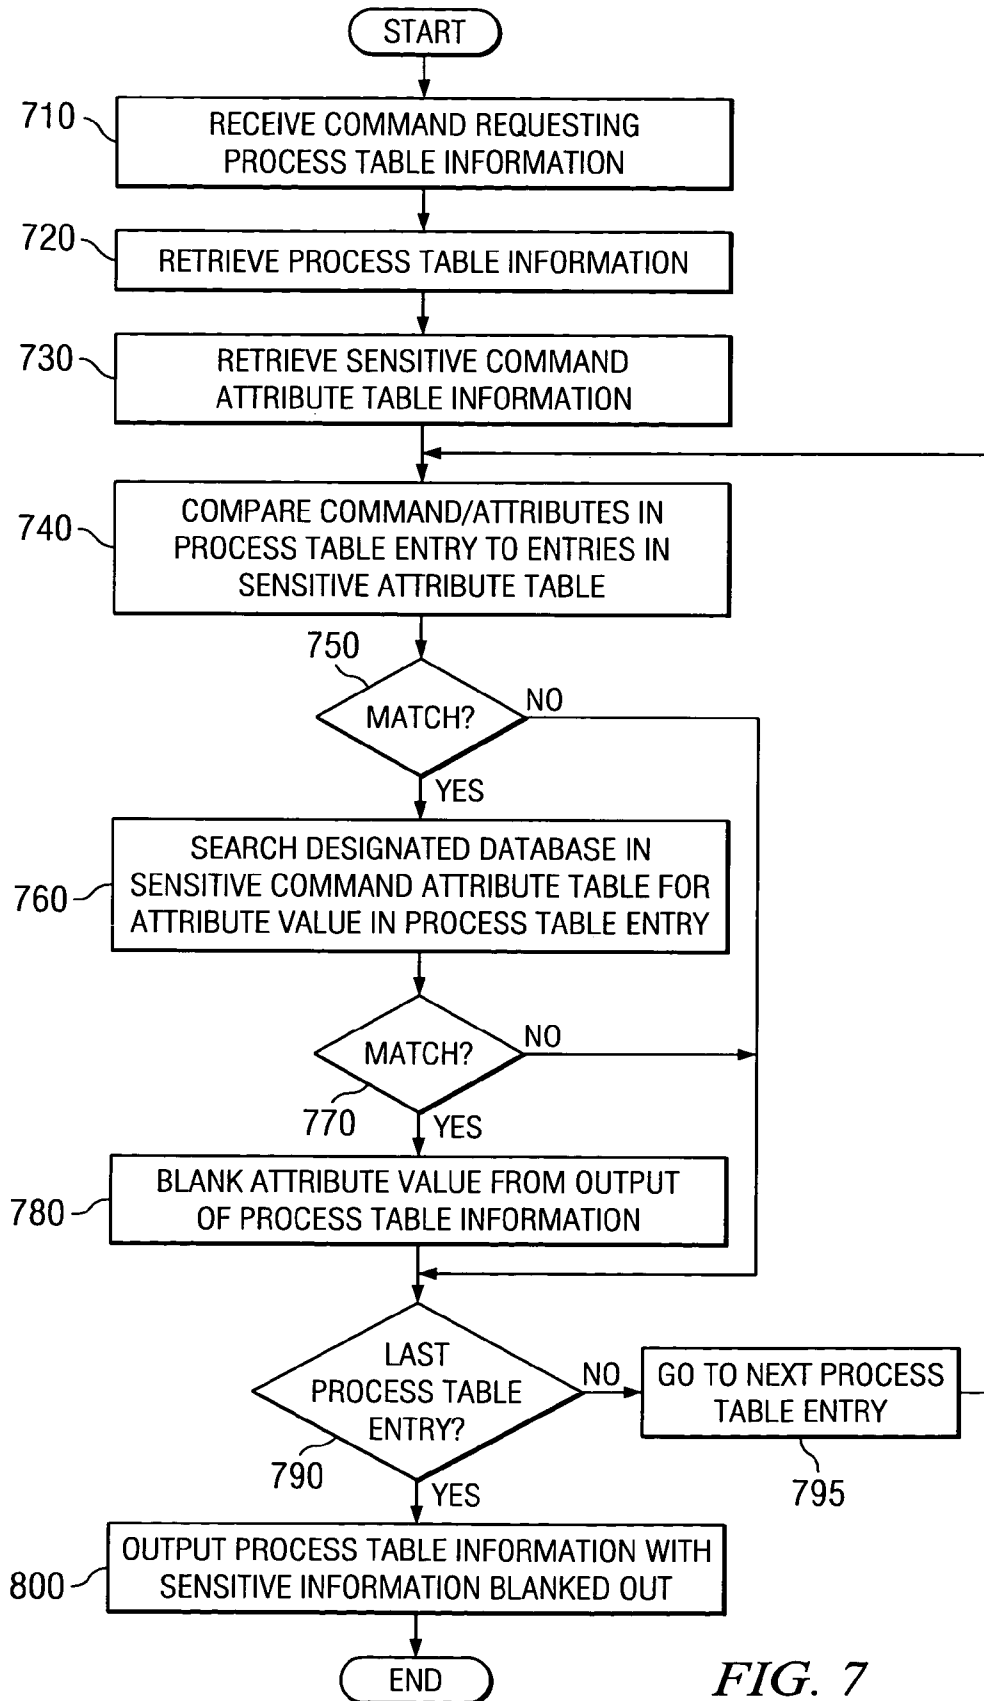 START
710
RECEIVE COMMAND REQUESTING
PROCESS TABLE INFORMATION
720
RETRIEVE PROCESS TABLE INFORMATION
730
RETRIEVE SENSITIVE COMMAND
ATTRIBUTE TABLE INFORMATION
740
COMPARE COMMAND/ATTRIBUTES IN
PROCESS TABLE ENTRY TO ENTRIES IN
SENSITIVE ATTRIBUTE TABLE
750
MATCH?
NO
YES
760
SEARCH DESIGNATED DATABASE IN
SENSITIVE COMMAND ATTRIBUTE TABLE FOR
ATTRIBUTE VALUE IN PROCESS TABLE ENTRY
MATCH?
NO
770
YES
780
BLANK ATTRIBUTE VALUE FROM OUTPUT
OF PROCESS TABLE INFORMATION
LAST
PROCESS TABLE
ENTRY?
NO
GO TO NEXT PROCESS
TABLE ENTRY
790
795
YES
800
OUTPUT PROCESS TABLE INFORMATION WITH
SENSITIVE INFORMATION BLANKED OUT
END
FIG. 7